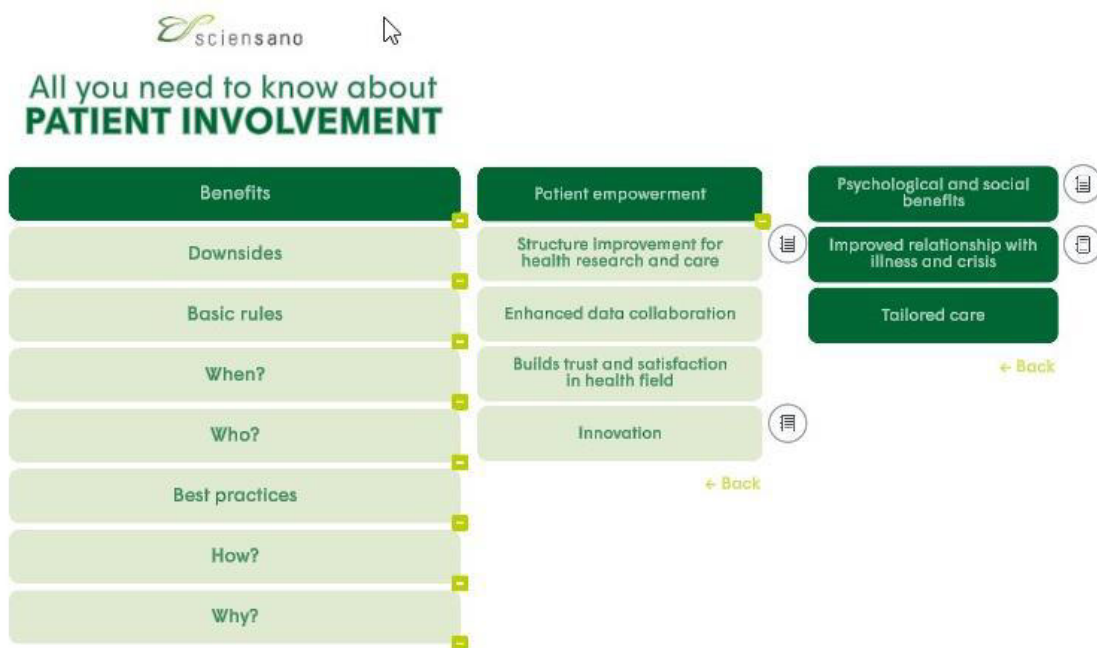 sciensano
All you need to know about
PATIENT INVOLVEMENT
Benefits
Downsides
Basic rules
When?
Who?
Best practices
How?
Why?
Patient empowerment
Structure improvement for
health research and care
Enhanced data collaboration
Builds trust and satisfaction
in health field
Innovation
← Back
Psychological and social
benefits
Improved relationship with
illness and crisis
Tailored care
← Back